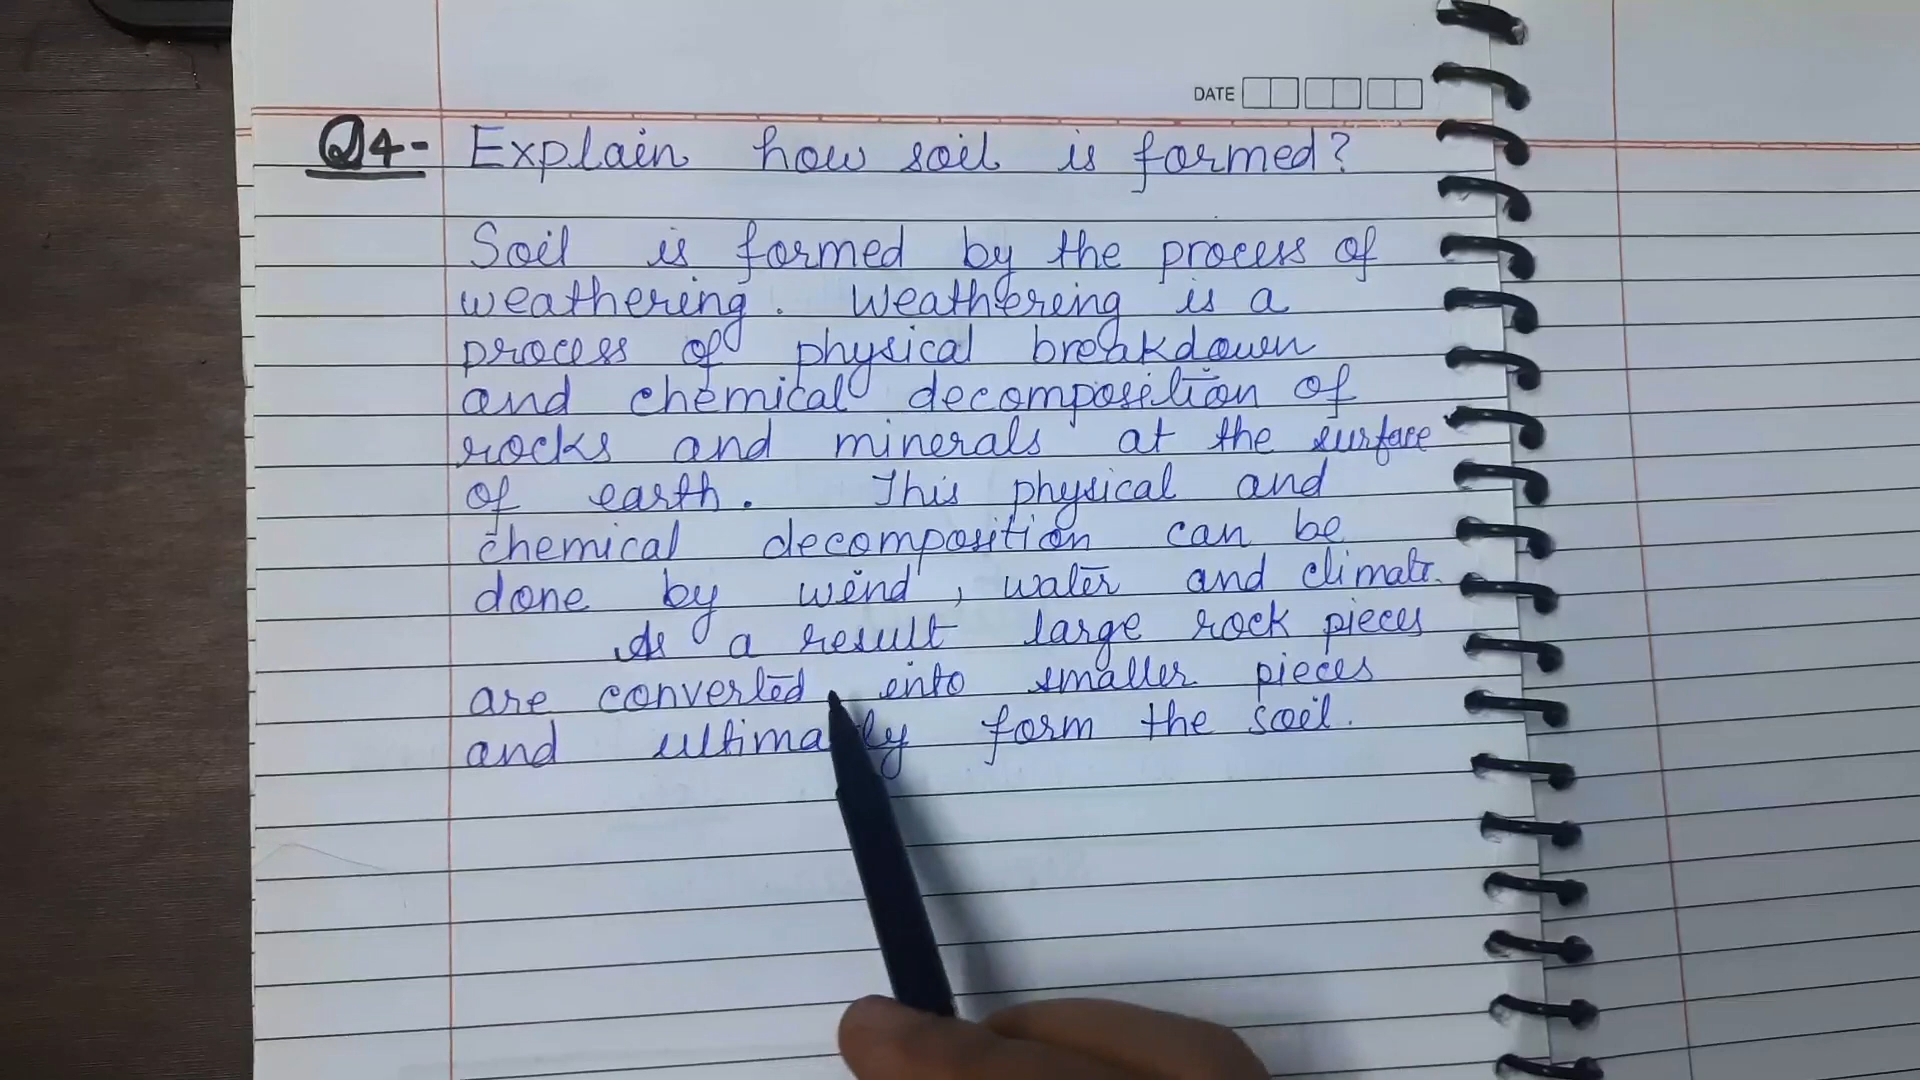 DATE
Q4- Explain how soil is formed?
Soil is formed by the process of
weathering. Weathering is a
process of physical breakdown
and chemical decomposition of
rocks and minerals at the surface
of earth. This physical and
chemical decomposition can be
done by wind, water and climate.
As a result large rock pieces
are converted into smaller pieces
and form the soil.